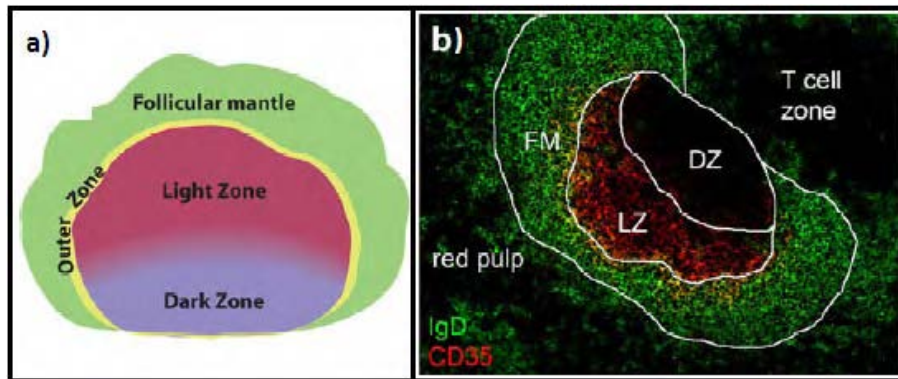 a)
Follicular mantle
Outer Zone
Light Zone
Dark Zone
b)
T cell
zone
FM
DZ
LZ
red pulp
IgD
CD35